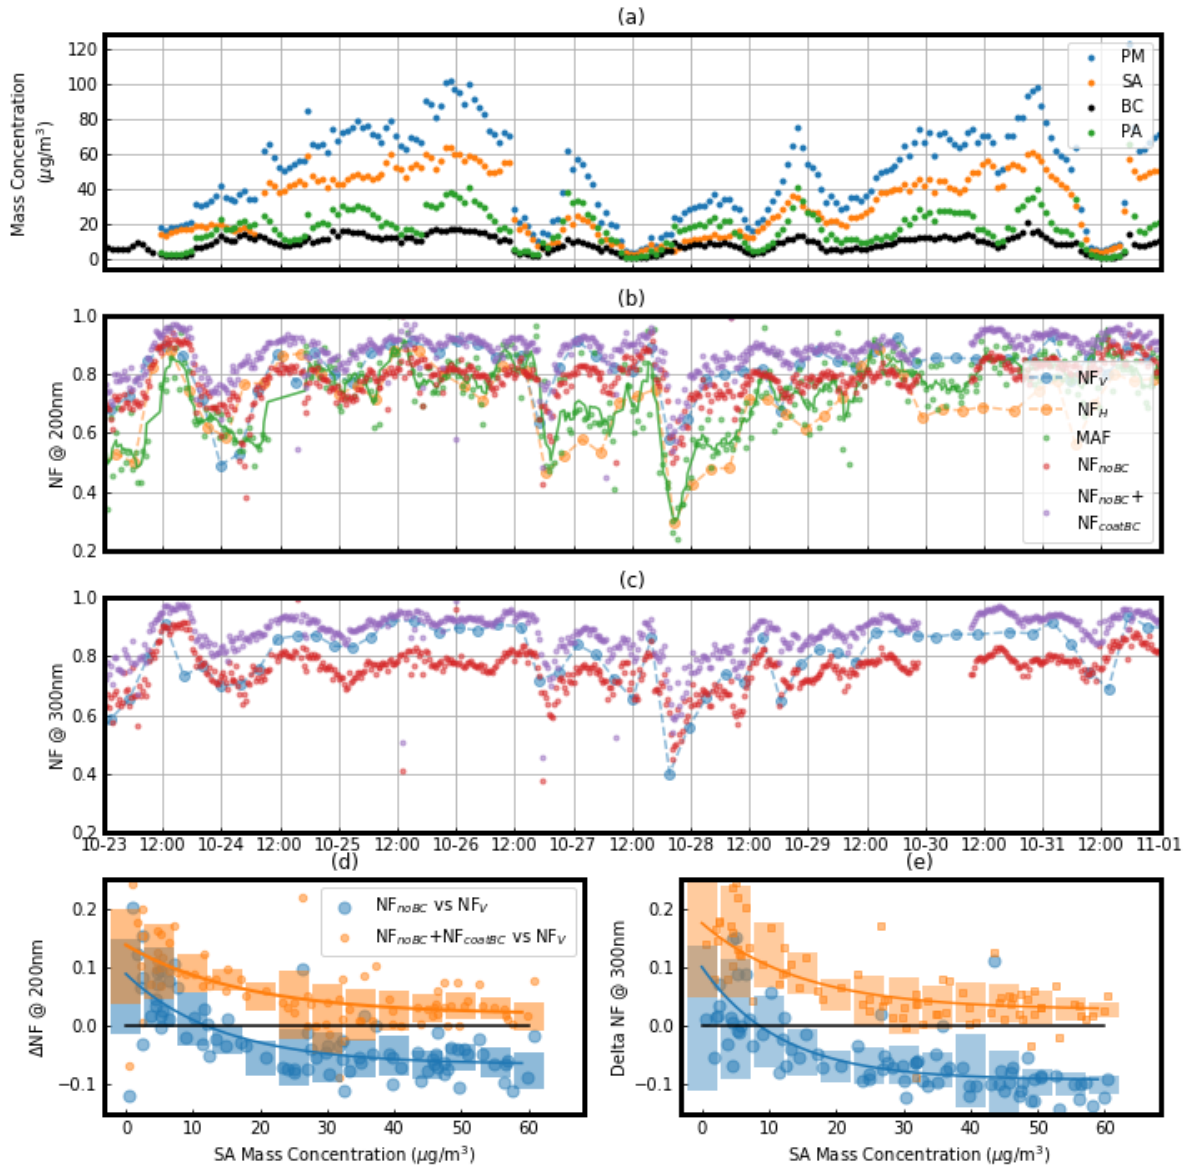 (a)
120
100
80
60
40
20
0
Mass Concentration
(μg/m³)
PM
SA
BC
PA
(b)
1.0
0.8
0.6
0.4
0.2
NF @ 200nm
NF_V
NF_H
MAF
NF_noBC
NF_noBC+
NF_coatBC
(c)
1.0
0.8
0.6
0.4
0.2
NF @ 300nm
10-23 12:00 10-24 12:00 10-25 12:00 10-26 12:00 10-27 12:00 10-28 12:00 10-29 12:00 10-30 12:00 10-31 12:00 11-01
(d)
0.2
0.1
0.0
−0.1
ΔNF @ 200nm
NF_noBC vs NF_V
NF_noBC+NF_coatBC vs NF_V
0 10 20 30 40 50 60
SA Mass Concentration (μg/m³)
(e)
0.2
0.1
0.0
−0.1
Delta NF @ 300nm
0 10 20 30 40 50 60
SA Mass Concentration (μg/m³)